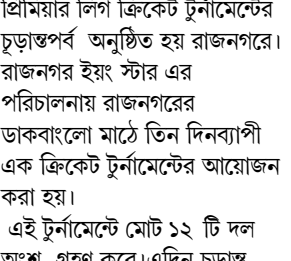 প্রিমিয়ার লিগ ক্রিকেট টুর্নামেন্টের
চূড়ান্তপর্ব অনুষ্ঠিত হয় রাজনগরে।
রাজনগর ইয়ং স্টার এর
পরিচালনায় রাজনগরের
ডাকবাংলো মাঠে তিন দিনব্যাপী
এক ক্রিকেট টুর্নামেন্টের আয়োজন
করা হয়।
এই টুর্নামেন্টে মোট ১২ টি দল
অংশ গ্রহণ করে।এদিন চূড়ান্ত